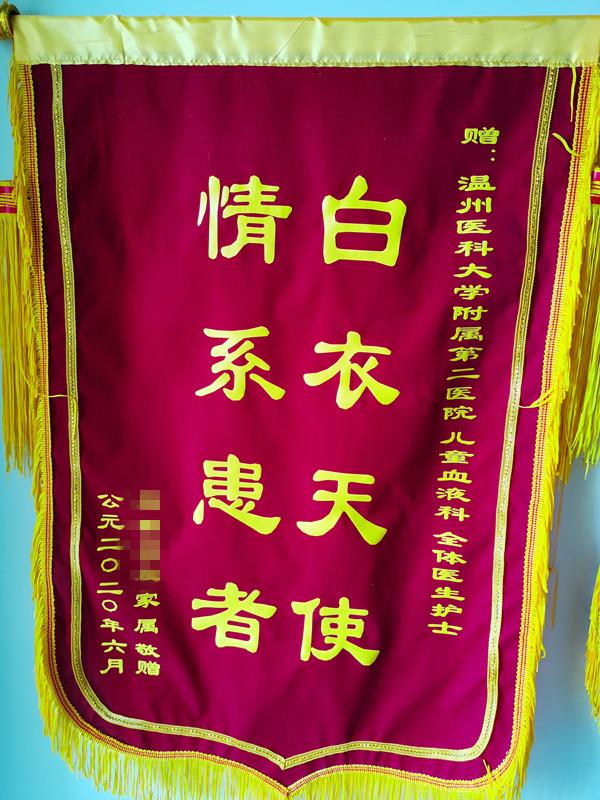 赠：温州医科大学附属第二医院 儿童血液科 全体医生护士
白衣天使
情系患者
家属敬赠
公元二〇二〇年六月